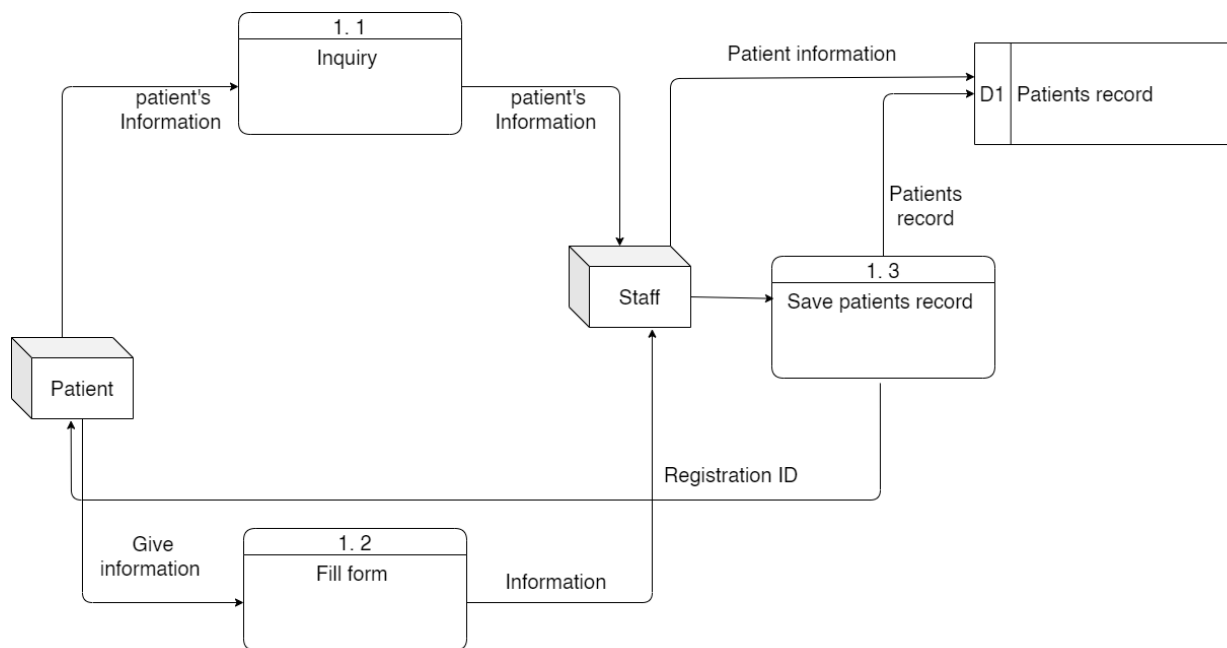 1. 1
Inquiry
patient's
Information
patient's
Information
Patient information
D1
Patients record
Patients
record
Staff
1. 3
Save patients record
Patient
Registration ID
Give
information
1. 2
Fill form
Information